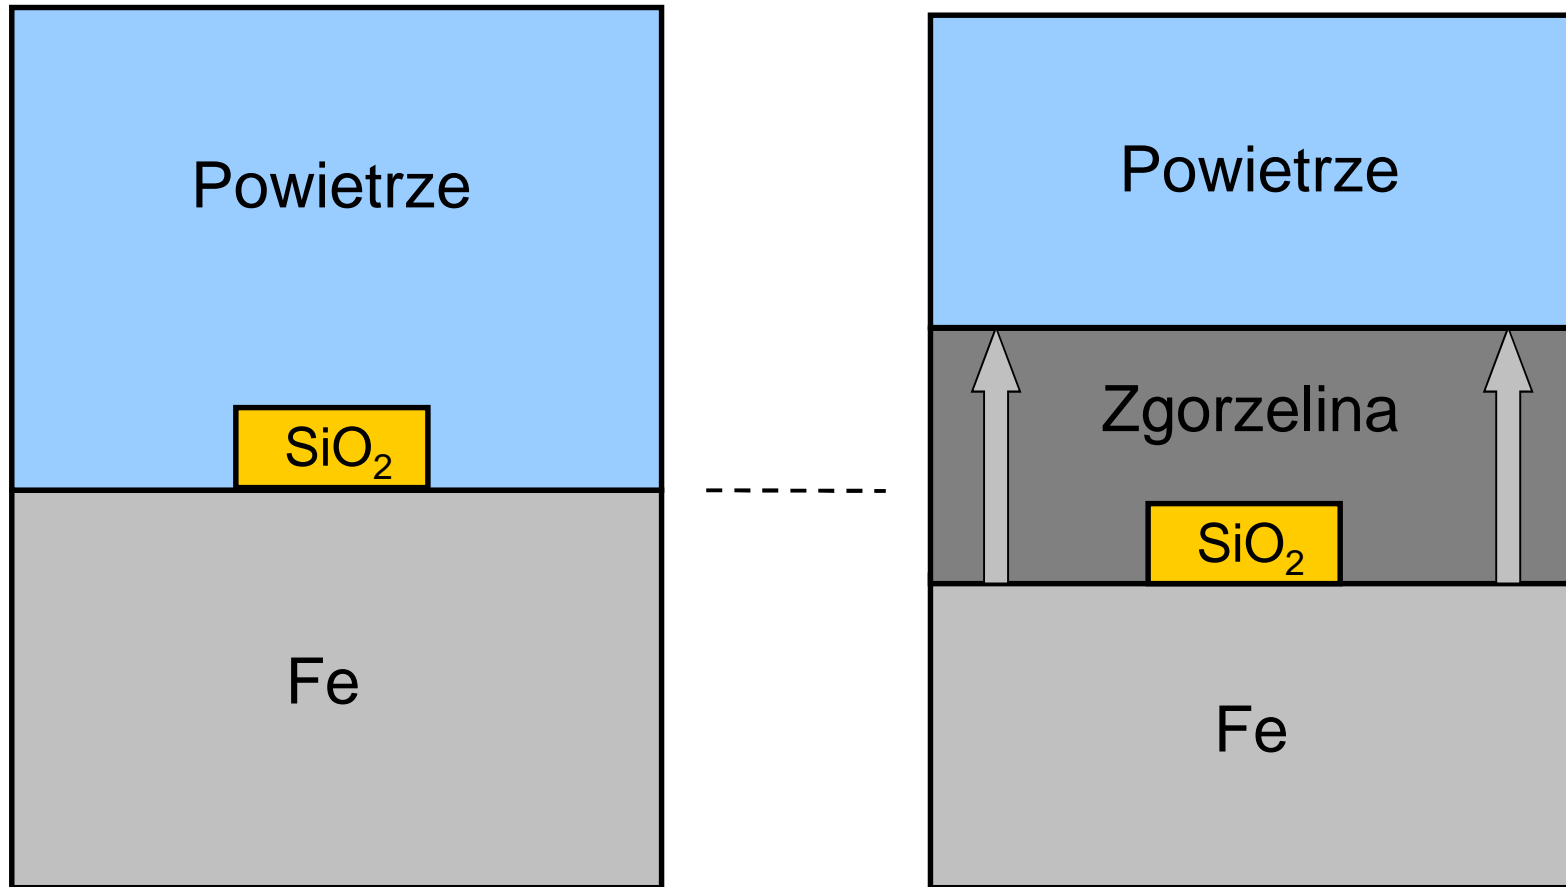 Powietrze
SiO₂
Fe
Powietrze
Zgorzelina
SiO₂
Fe